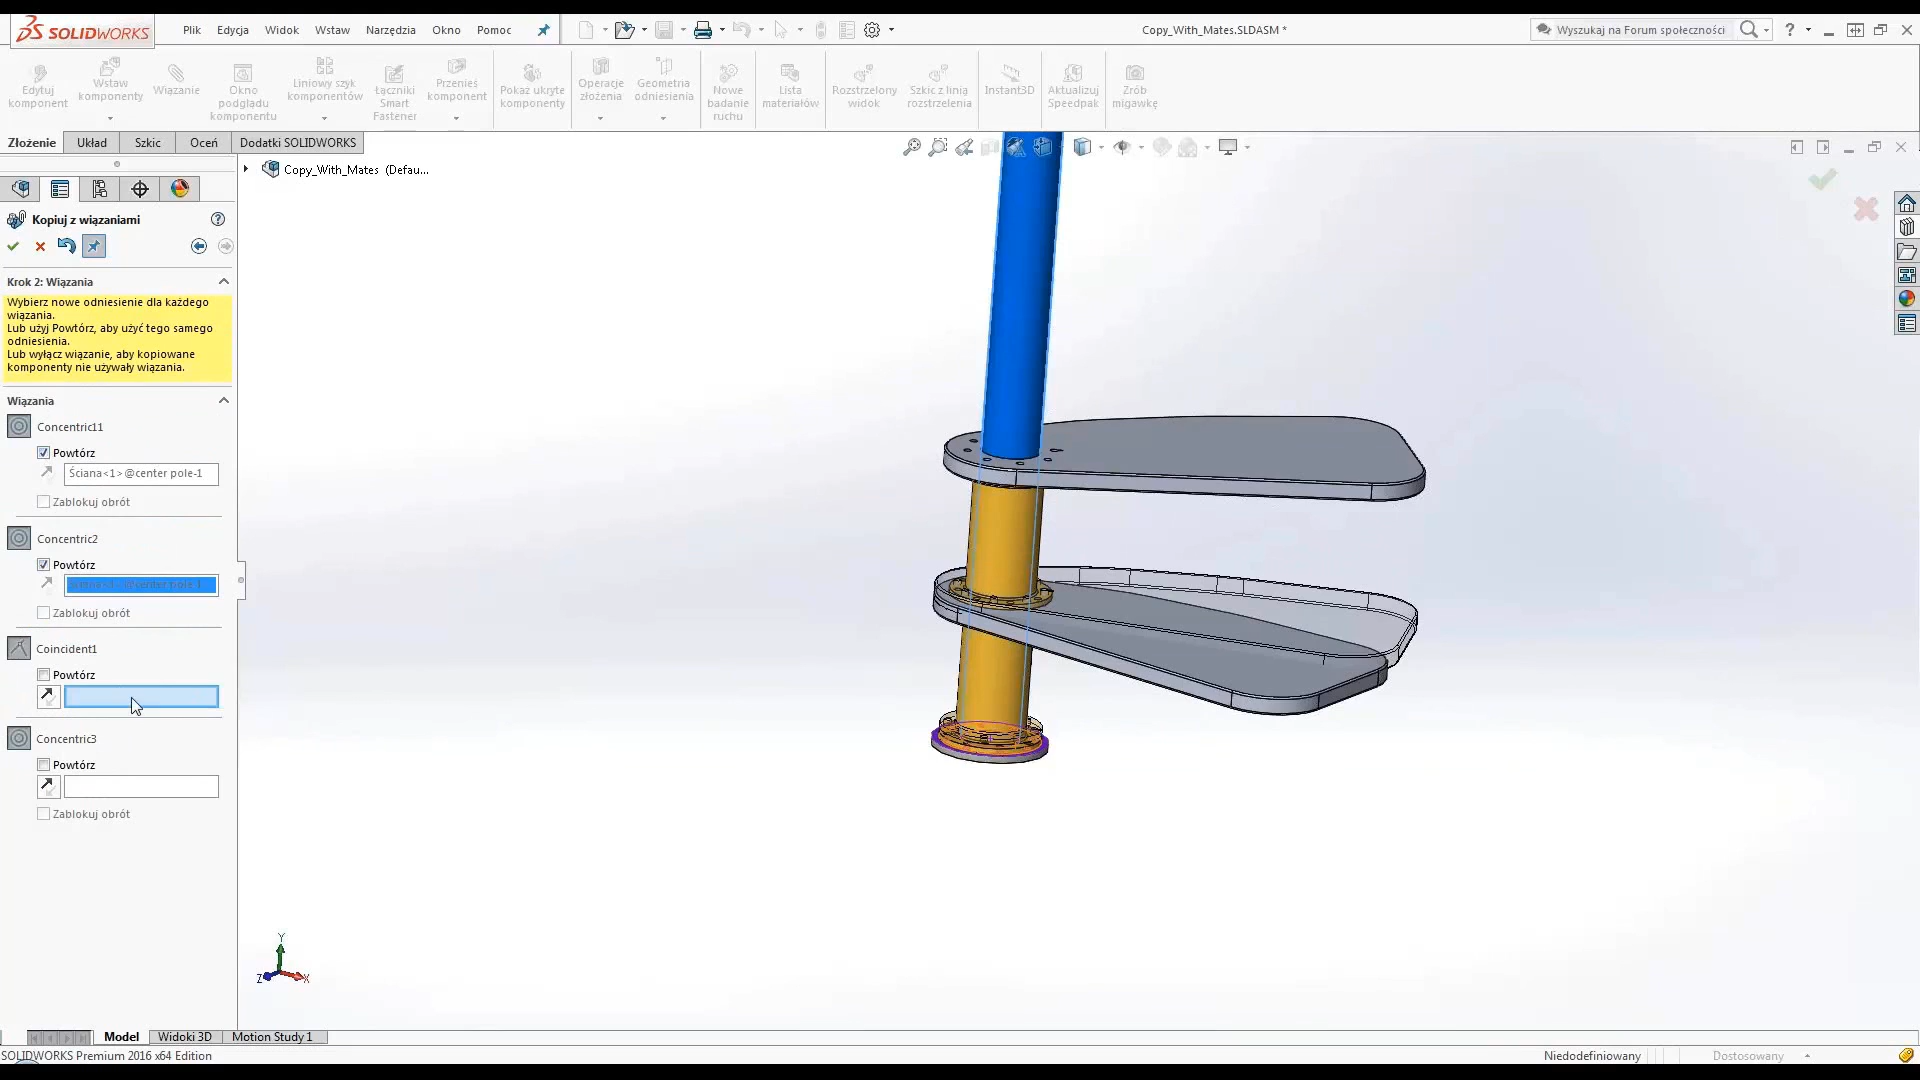 SOLIDWORKS
Plik Edycja Widok Wstaw Narzędzia Okno Pomoc
Copy_With_Mates.SLDASM *
Wyszukaj na Forum społeczności
Edytuj komponent
Wstaw komponenty
Wiązanie
Okno podglądu komponentu
Liniowy szyk komponentów
Łączniki Smart Fastener
Przenieś komponent
Pokaż ukryte komponenty
Operacje złożenia
Geometria odniesienia
Nowe badanie ruchu
Lista materiałów
Rozstrzelony widok
Szkic z linią rozstrzelenia
Instant3D
Aktualizuj Speedpak
Zrób migawkę
Złożenie Układ Szkic Oceń Dodatki SOLIDWORKS
Copy_With_Mates (Defau...
Kopiuj z wiązaniami
Krok 2: Wiązania
Wybierz nowe odniesienie dla każdego
wiązania.
Lub użyj Powtórz, aby użyć tego samego
odniesienia.
Lub wyłącz wiązanie, aby kopiowane
komponenty nie używały wiązania.
Wiązania
Concentric11
Powtórz
Ściana<1>@center pole-1
Zablokuj obrót
Concentric2
Powtórz
Ściana<1>@center pole-1
Zablokuj obrót
Coincident1
Powtórz
Concentric3
Powtórz
Zablokuj obrót
Y
Z X
Model Widoki 3D Motion Study 1
SOLIDWORKS Premium 2016 x64 Edition
Niedodefiniowany
Dostosowany